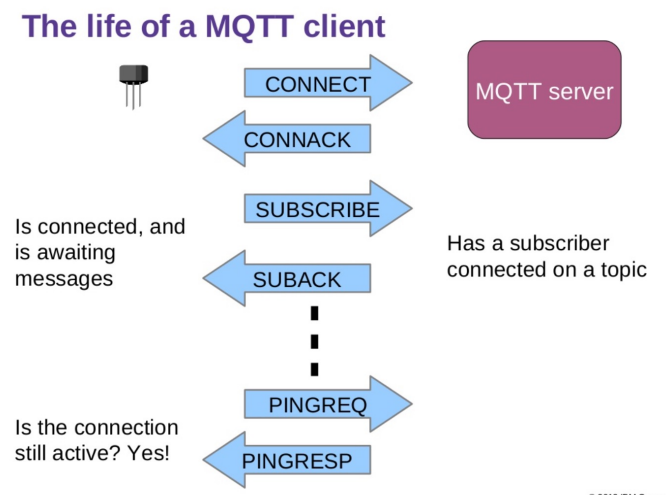 The life of a MQTT client
CONNECT
MQTT server
CONNACK
SUBSCRIBE
Is connected, and
is awaiting
messages
Has a subscriber
connected on a topic
SUBACK
PINGREQ
Is the connection
still active? Yes!
PINGRESP